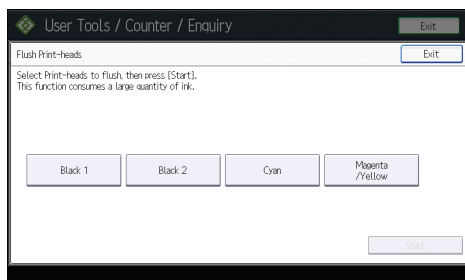 User Tools / Counter / Enquiry
Exit
Flush Print-heads
Exit
Select Print-heads to flush, then press [Start].
This function consumes a large quantity of ink.
Black 1
Black 2
Cyan
Magenta
/Yellow
Start